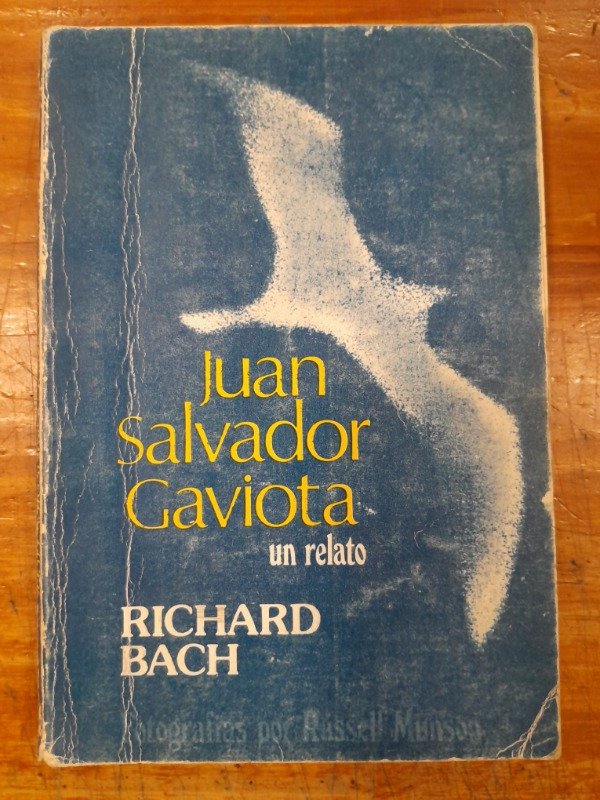 Juan
Salvador
Gaviota
un relato
RICHARD
BACH
Fotografías por Russell Munson